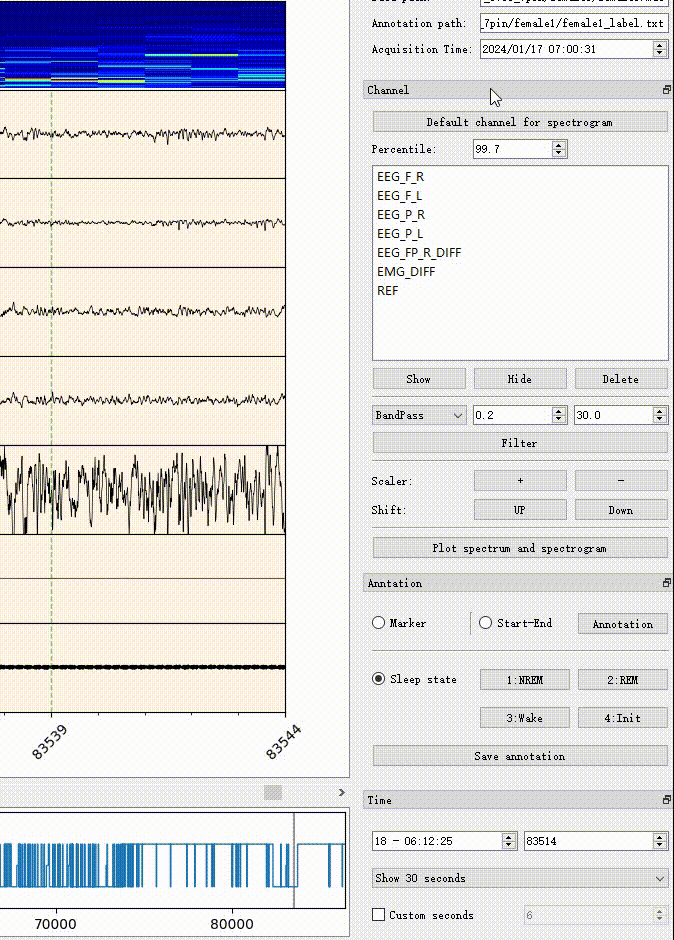 Annotation path: _7pin/female1/female1_label.txt
Acquisition Time: 2024/01/17 07:00:31
Channel
Default channel for spectrogram
Percentile: 99.7
EEG_F_R
EEG_F_L
EEG_P_R
EEG_P_L
EEG_FP_R_DIFF
EMG_DIFF
REF
Show Hide Delete
BandPass 0.2 30.0
Filter
Scaler: + −
Shift: UP Down
Plot spectrum and spectrogram
Anntation
Marker Start-End Annotation
Sleep state 1:NREM 2:REM
3:Wake 4:Init
Save annotation
83539 83544
Time
18 - 06:12:25 83514
Show 30 seconds
Custom seconds 6
70000 80000